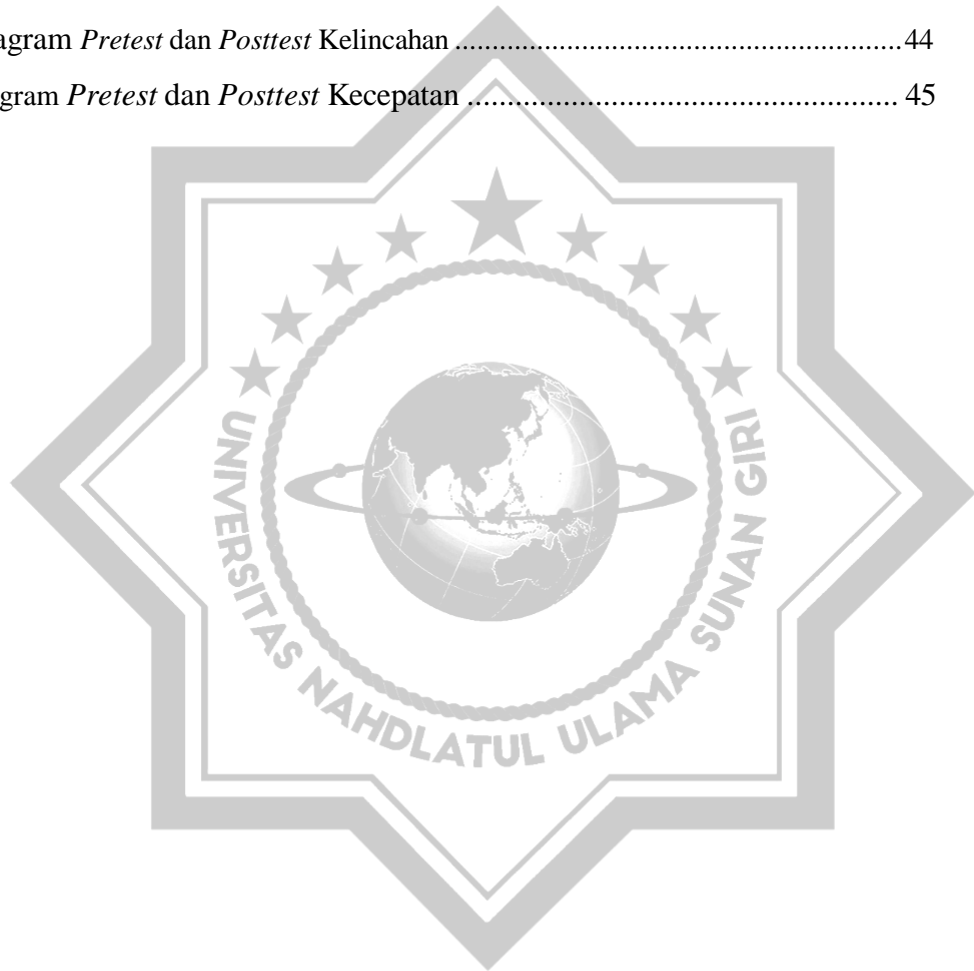 agram Pretest dan Posttest Kelincahan ........................................................................ 44
gram Pretest dan Posttest Kecepatan ...................................................................... 45
UNIVERSITAS NAHDLATUL ULAMA SUNAN GIRI